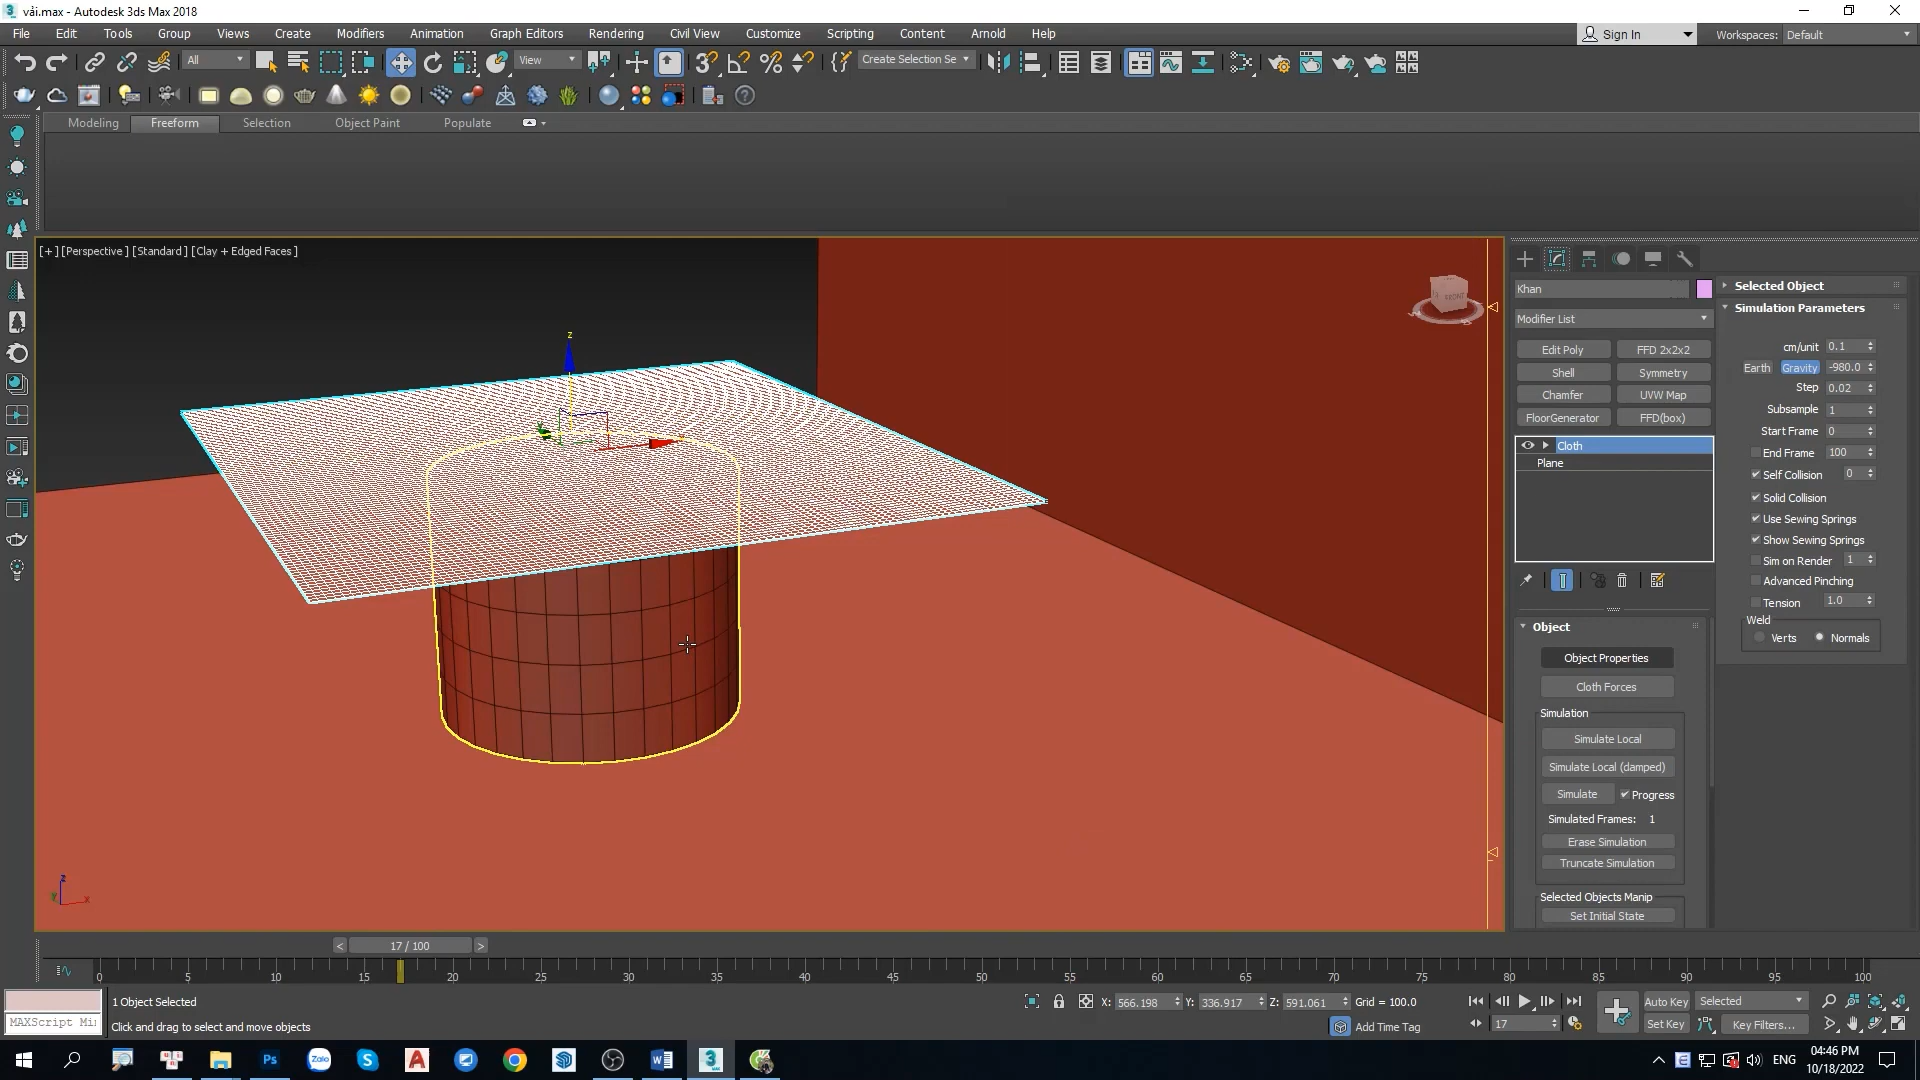 vải.max - Autodesk 3ds Max 2018
File Edit Tools Group Views Create Modifiers Animation Graph Editors Rendering Civil View Customize Scripting Content Arnold Help
Sign In Workspaces: Default
All View Create Selection Se
Modeling Freeform Selection Object Paint Populate
[+] [Perspective] [Standard] [Clay + Edged Faces]
z
FRONT
Khan
Modifier List
Edit Poly FFD 2x2x2
Shell Symmetry
Chamfer UVW Map
FloorGenerator FFD(box)
Cloth
Plane
Object
Object Properties
Cloth Forces
Simulation
Simulate Local
Simulate Local (damped)
Simulate Progress
Simulated Frames: 1
Erase Simulation
Truncate Simulation
Selected Objects Manip
Set Initial State
Selected Object
Simulation Parameters
cm/unit 0.1
Earth Gravity -980.0
Step 0.02
Subsample 1
Start Frame 0
End Frame 100
Self Collision 0
Solid Collision
Use Sewing Springs
Show Sewing Springs
Sim on Render 1
Advanced Pinching
Tension 1.0
Weld
Verts Normals
z
y x
< 17 / 100 >
0 5 10 15 20 25 30 35 40 45 50 55 60 65 70 75 80 85 90 95 100
1 Object Selected X: 566.198 Y: 336.917 Z: 591.061 Grid = 100.0 Auto Key Selected
MAXScript Mi Click and drag to select and move objects Add Time Tag 17 Set Key Key Filters...
Ps Zalo ENG 04:46 PM
10/18/2022